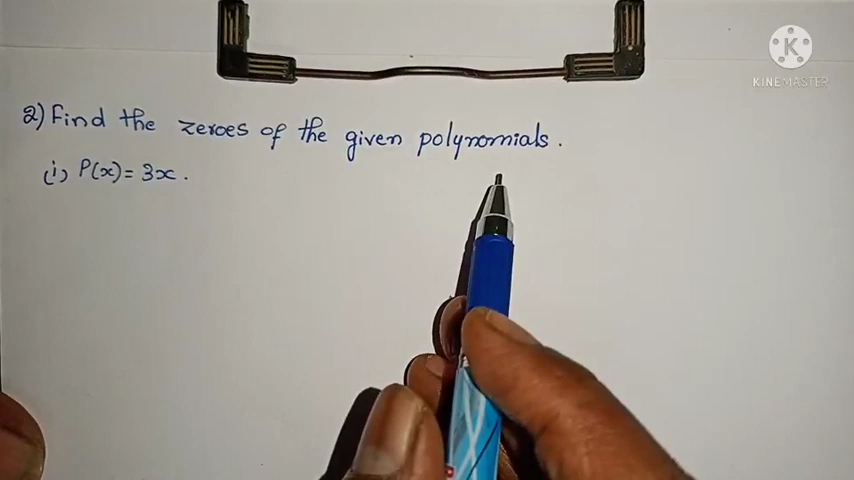 2) Find the zeroes of the given polynomials.
(i) P(x) = 3x.
K
KINEMASTER